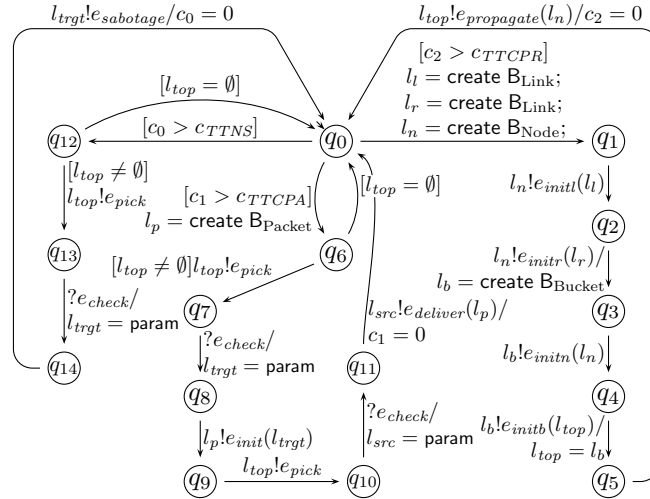 l_trgt!e_sabotage/c_0 = 0
l_top!e_propagate(l_n)/c_2 = 0
[c_2 > c_TTCPR]
l_l = create B_Link;
l_r = create B_Link;
l_n = create B_Node;
[l_top = ∅]
[c_0 > c_TTNS]
q_12
q_0
q_1
[l_top ≠ ∅]
l_top!e_pick
[c_1 > c_TTCPA]
l_p = create B_Packet
[l_top = ∅]
l_n!e_initl(l_l)
q_2
q_13
q_6
[l_top ≠ ∅]l_top!e_pick
l_n!e_initr(l_r)/
l_b = create B_Bucket
q_7
q_3
?e_check/
l_trgt = param
l_src!e_deliver(l_p)/
c_1 = 0
?e_check/
l_trgt = param
l_b!e_initn(l_n)
q_14
q_11
q_8
q_4
l_p!e_init(l_trgt)
?e_check/
l_src = param
l_b!e_initb(l_top)/
l_top = l_b
q_9
l_top!e_pick
q_10
q_5